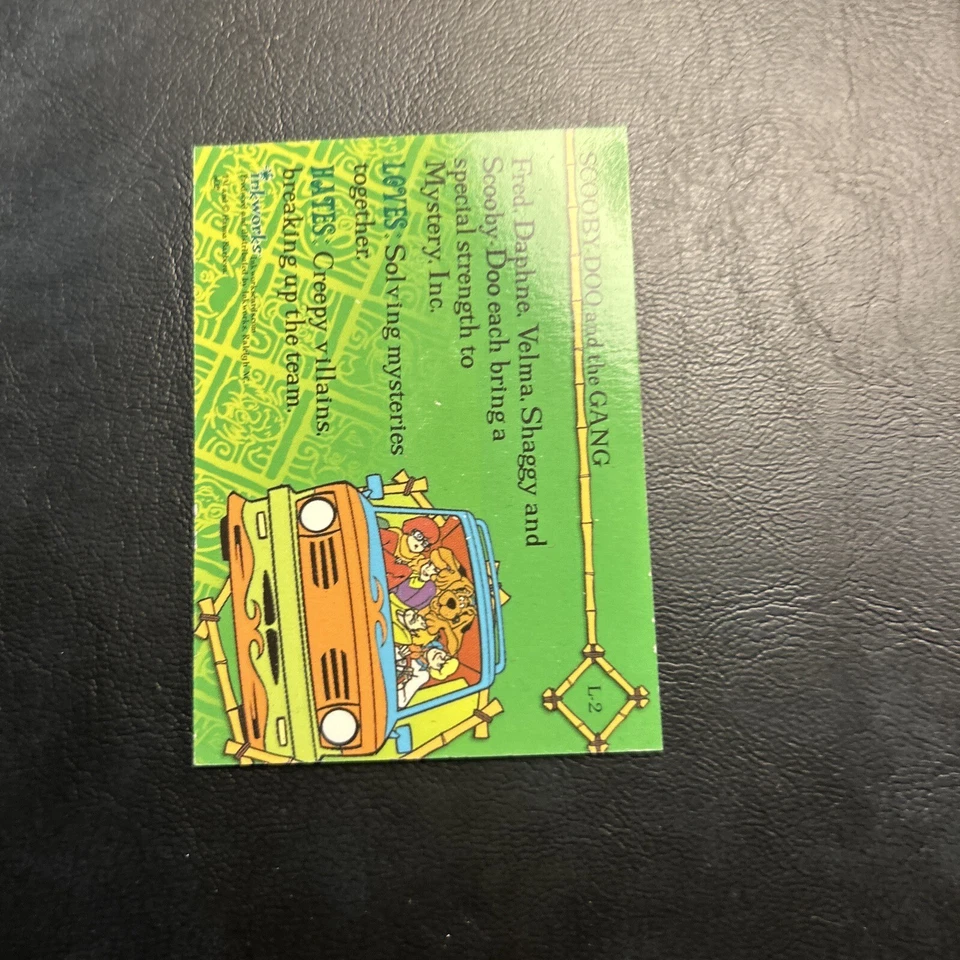 SCOOBY-DOO and the GANG
L-2
Fred, Daphne, Velma, Shaggy and
Scooby-Doo each bring a
special strength to
Mystery, Inc.
LOVES: Solving mysteries
together.
HATES: Creepy villains,
breaking up the team.
Inkworks